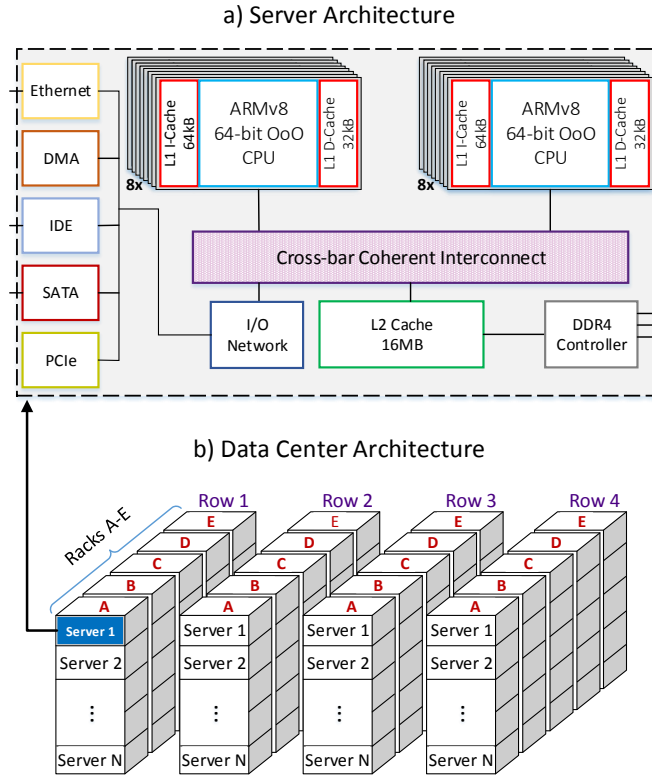 a) Server Architecture
Ethernet
DMA
IDE
SATA
PCIe
8x
L1 I-Cache
64kB
ARMv8
64-bit OoO
CPU
L1 D-Cache
32kB
8x
L1 I-Cache
64kB
ARMv8
64-bit OoO
CPU
L1 D-Cache
32kB
Cross-bar Coherent Interconnect
I/O
Network
L2 Cache
16MB
DDR4
Controller
b) Data Center Architecture
Racks A-E
Row 1 Row 2 Row 3 Row 4
E E E E
D D D D
C C C C
B B B B
A A A A
Server 1 Server 1 Server 1 Server 1
Server 2 Server 2 Server 2 Server 2
⋮ ⋮ ⋮ ⋮
Server N Server N Server N Server N